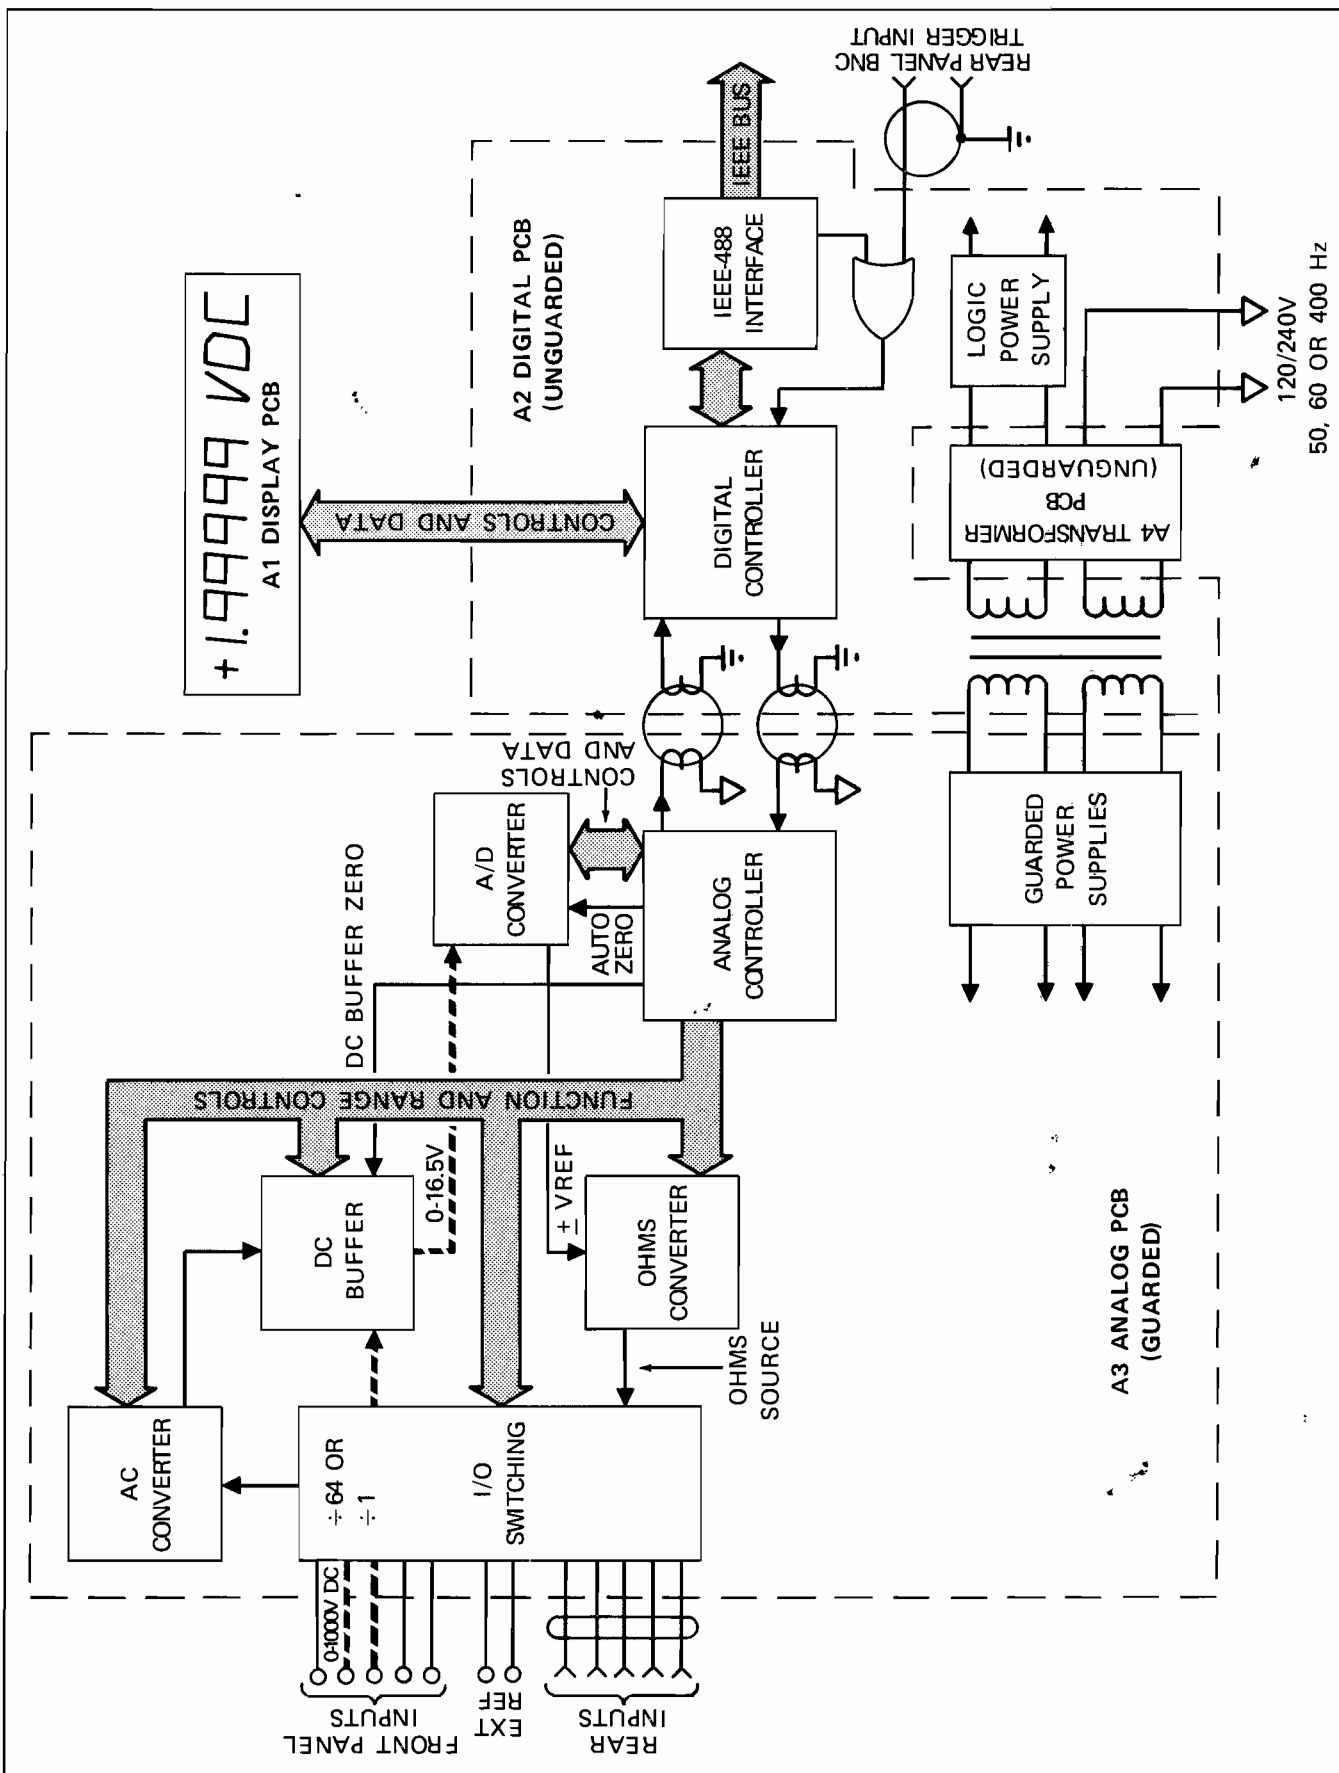 +1.99999 VDC
A1 DISPLAY PCB
A2 DIGITAL PCB
(UNGUARDED)
CONTROLS AND DATA
IEEE BUS
IEEE-488
INTERFACE
REAR PANEL BNC
TRIGGER INPUT
DIGITAL
CONTROLLER
LOGIC
POWER
SUPPLY
A4 TRANSFORMER
PCB
(UNGUARDED)
120/240V
50, 60 OR 400 Hz
CONTROLS
AND DATA
A/D
CONVERTER
AUTO
ZERO
ANALOG
CONTROLLER
GUARDED
POWER
SUPPLIES
DC BUFFER ZERO
FUNCTION AND RANGE CONTROLS
0-16.5V
± VREF
DC
BUFFER
OHMS
CONVERTER
OHMS
SOURCE
AC
CONVERTER
÷64 OR
÷1
I/O
SWITCHING
0-1000V DC
FRONT PANEL
INPUTS
EXT
REF
REAR
INPUTS
A3 ANALOG PCB
(GUARDED)